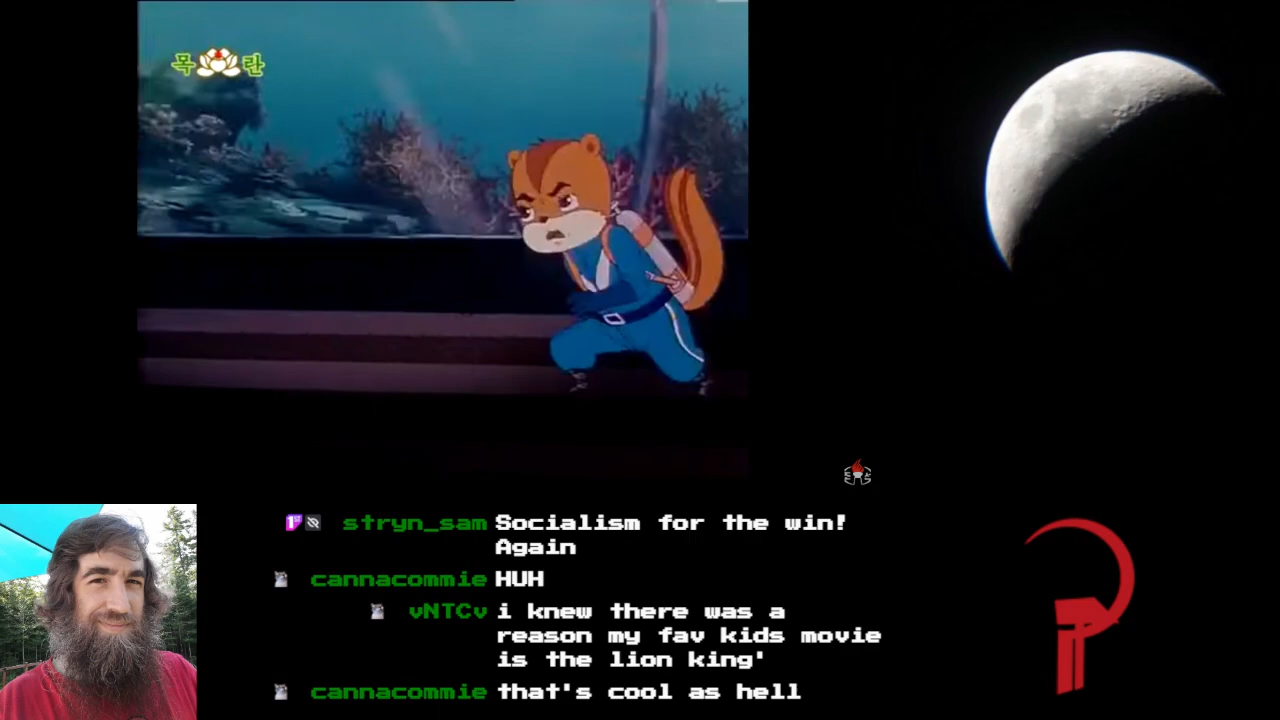 목란
stryn_sam Socialism for the win!
Again
cannacommie HUH
vNTCv i knew there was a
reason my fav kids movie
is the lion king'
cannacommie that's cool as hell